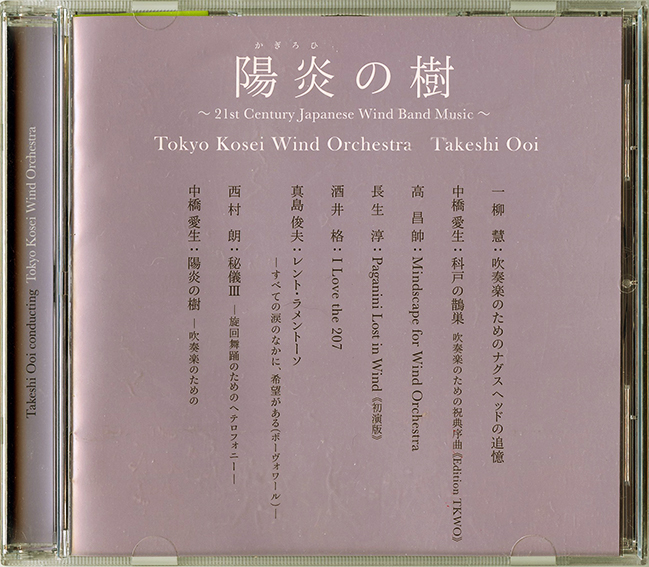 かぎろひ
陽炎の樹
～ 21st Century Japanese Wind Band Music ～
Tokyo Kosei Wind Orchestra Takeshi Ooi
一柳 慧：吹奏楽のためのナグスヘッドの追憶
中橋愛生：科戸の鵲巣 吹奏楽のための祝典序曲《Edition TKWO》
高 昌帥：Mindscape for Wind Orchestra
長生 淳：Paganini Lost in Wind《初演版》
酒井 格：I Love the 207
真島俊夫：レント・ラメントーソ
―すべての涙のなかに、希望がある（ボーヴォワール）―
西村 朗：秘儀Ⅲ ―旋回舞踊のためのヘテロフォニー―
中橋愛生：陽炎の樹 ―吹奏楽のための
Takeshi Ooi conducting Tokyo Kosei Wind Orchestra